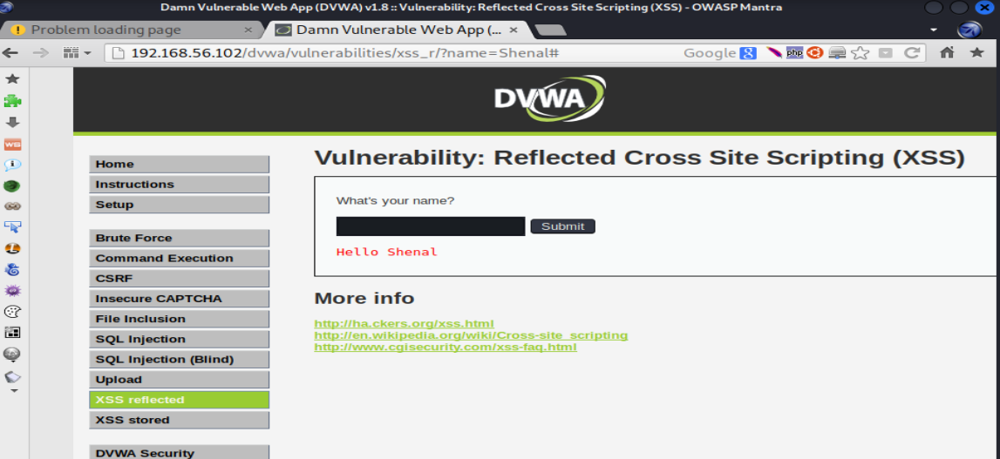 Damn Vulnerable Web App (DVWA) v1.8 :: Vulnerability: Reflected Cross Site Scripting (XSS) - OWASP Mantra
Problem loading page ×
Damn Vulnerable Web App (... ×
192.168.56.102/dvwa/vulnerabilities/xss_r/?name=Shenal#
Google 8 php
DVWA
WS
Home
Instructions
Setup
Brute Force
Command Execution
CSRF
Insecure CAPTCHA
File Inclusion
SQL Injection
SQL Injection (Blind)
Upload
XSS reflected
XSS stored
DVWA Security
Vulnerability: Reflected Cross Site Scripting (XSS)
What's your name?
Submit
Hello Shenal
More info
http://ha.ckers.org/xss.html
http://en.wikipedia.org/wiki/Cross-site_scripting
http://www.cgisecurity.com/xss-faq.html